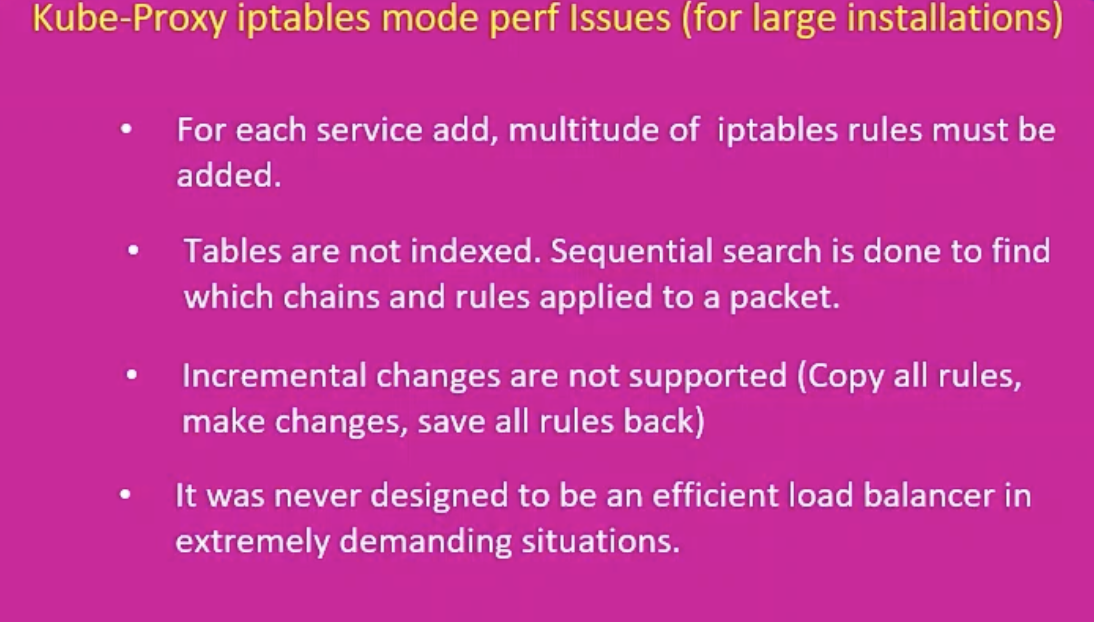 Kube-Proxy iptables mode perf Issues (for large installations)
• For each service add, multitude of iptables rules must be
added.
• Tables are not indexed. Sequential search is done to find
which chains and rules applied to a packet.
• Incremental changes are not supported (Copy all rules,
make changes, save all rules back)
• It was never designed to be an efficient load balancer in
extremely demanding situations.